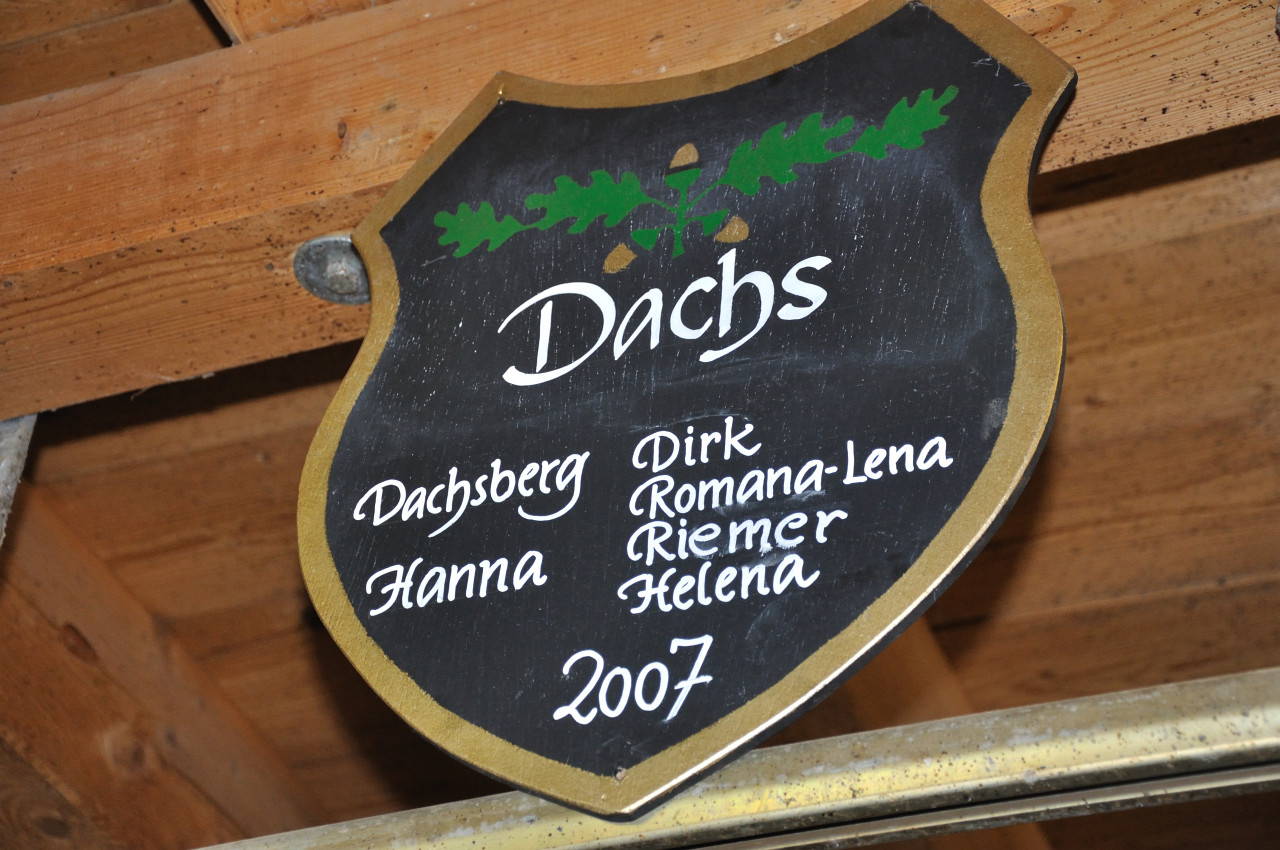 Dachs
Dachsberg
Hanna
Dirk
Romana-Lena
Riemer
Helena
2007